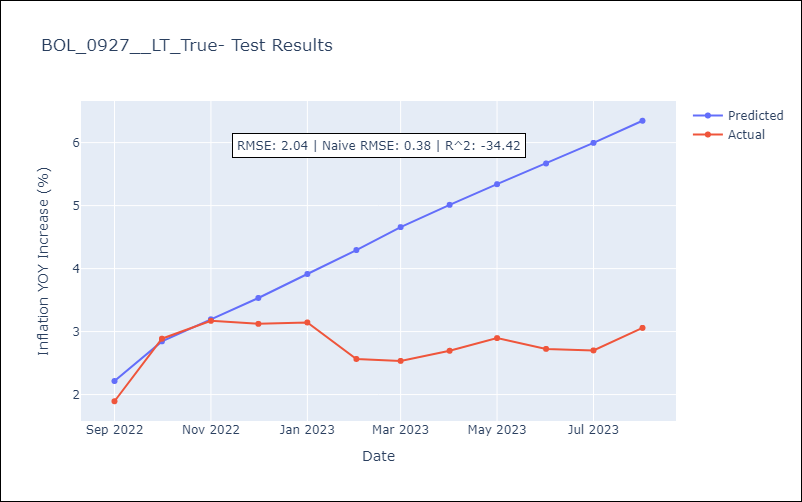 BOL_0927__LT_True- Test Results
Predicted
Actual
RMSE: 2.04 | Naive RMSE: 0.38 | R^2: -34.42
Inflation YOY Increase (%)
6
5
4
3
2
Sep 2022
Nov 2022
Jan 2023
Mar 2023
May 2023
Jul 2023
Date